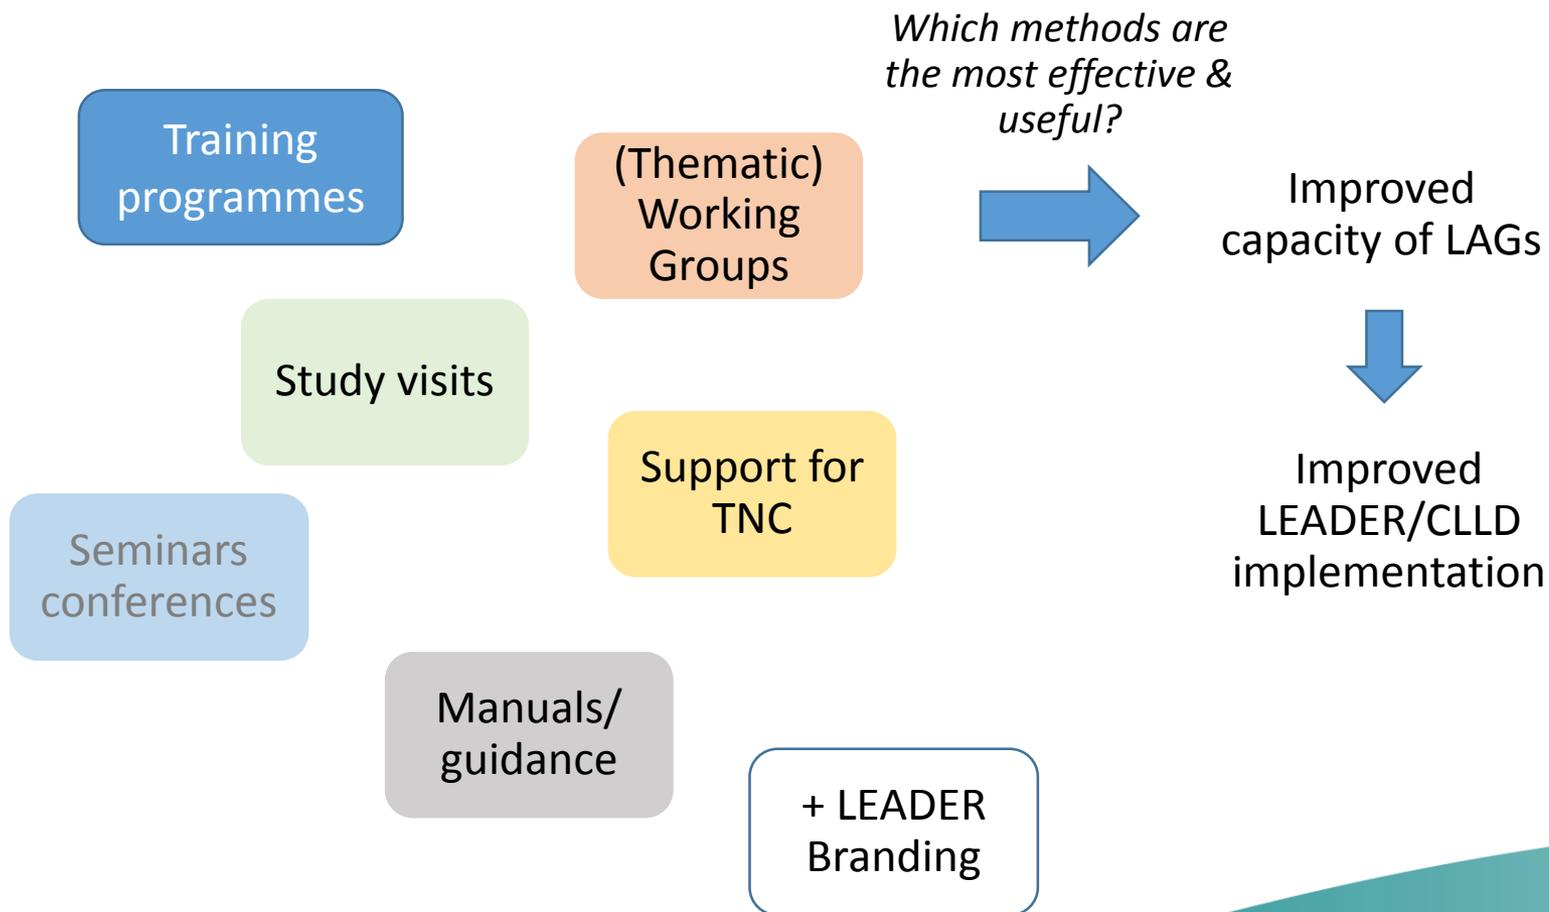 Which methods are
the most effective &
useful?
Training
programmes
(Thematic)
Working
Groups
Improved
capacity of LAGs
Study visits
Support for
TNC
Improved
LEADER/CLLD
implementation
Seminars
conferences
Manuals/
guidance
+ LEADER
Branding